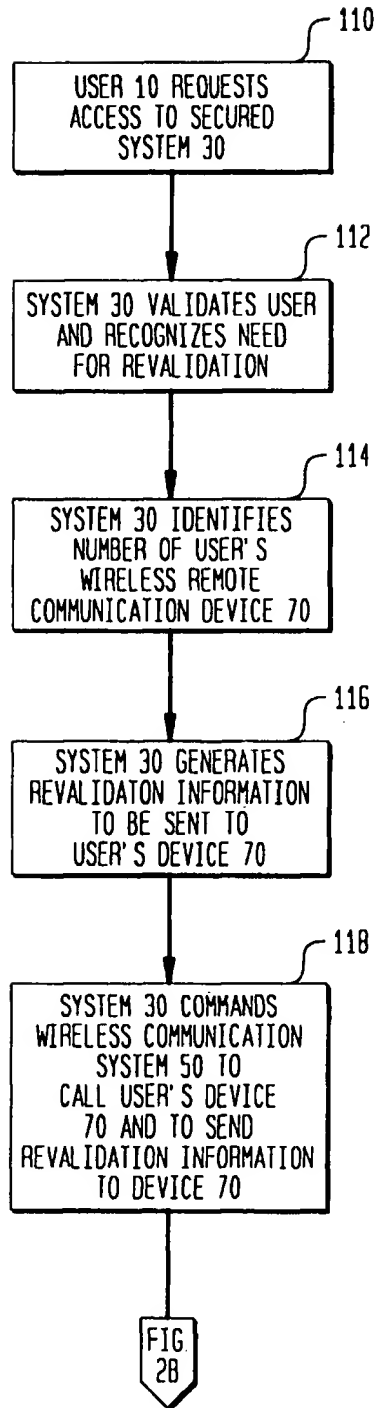 110
USER 10 REQUESTS
ACCESS TO SECURED
SYSTEM 30
112
SYSTEM 30 VALIDATES USER
AND RECOGNIZES NEED
FOR REVALIDATION
114
SYSTEM 30 IDENTIFIES
NUMBER OF USER'S
WIRELESS REMOTE
COMMUNICATION DEVICE 70
116
SYSTEM 30 GENERATES
REVALIDATON INFORMATION
TO BE SENT TO
USER'S DEVICE 70
118
SYSTEM 30 COMMANDS
WIRELESS COMMUNICATION
SYSTEM 50 TO
CALL USER'S DEVICE
70 AND TO SEND
REVALIDATION INFORMATION
TO DEVICE 70
FIG.
2B